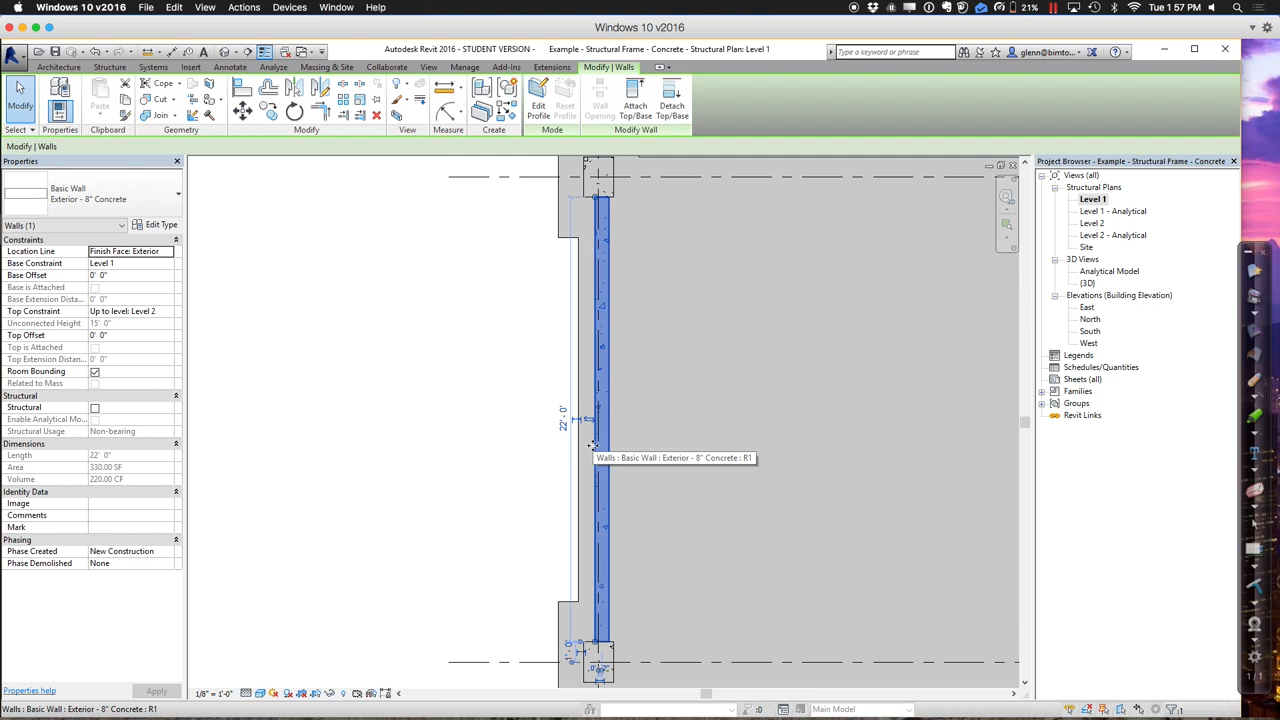 Windows 10 v2016 File Edit View Actions Devices Window Help 21% Tue 1:57 PM
Windows 10 v2016
Autodesk Revit 2016 - STUDENT VERSION - Example - Structural Frame - Concrete - Structural Plan: Level 1 Type a keyword or phrase glenn@bimto...
Architecture Structure Systems Insert Annotate Analyze Massing & Site Collaborate View Manage Add-Ins Extensions Modify | Walls
Modify Paste Cope Cut Join Edit Profile Reset Profile Wall Opening Attach Top/Base Detach Top/Base
Select Properties Clipboard Geometry Modify View Measure Create Mode Modify Wall
Modify | Walls
Properties
Basic Wall
Exterior - 8" Concrete
Walls (1) Edit Type
Constraints
Location Line Finish Face: Exterior
Base Constraint Level 1
Base Offset 0' 0"
Base is Attached
Base Extension Dista... 0' 0"
Top Constraint Up to level: Level 2
Unconnected Height 15' 0"
Top Offset 0' 0"
Top is Attached
Top Extension Distan... 0' 0"
Room Bounding
Related to Mass
Structural
Structural
Enable Analytical Mo...
Structural Usage Non-bearing
Dimensions
Length 22' 0"
Area 330.00 SF
Volume 220.00 CF
Identity Data
Image
Comments
Mark
Phasing
Phase Created New Construction
Phase Demolished None
Properties help Apply
22' - 0"
Walls : Basic Wall : Exterior - 8" Concrete : R1
1' - 0"
Project Browser - Example - Structural Frame - Concrete
Views (all)
Structural Plans
Level 1
Level 1 - Analytical
Level 2
Level 2 - Analytical
Site
3D Views
Analytical Model
{3D}
Elevations (Building Elevation)
East
North
South
West
Legends
Schedules/Quantities
Sheets (all)
Families
Groups
Revit Links
1/8" = 1'-0"
Walls : Basic Wall : Exterior - 8" Concrete : R1 :0 Main Model :1
1 / 1